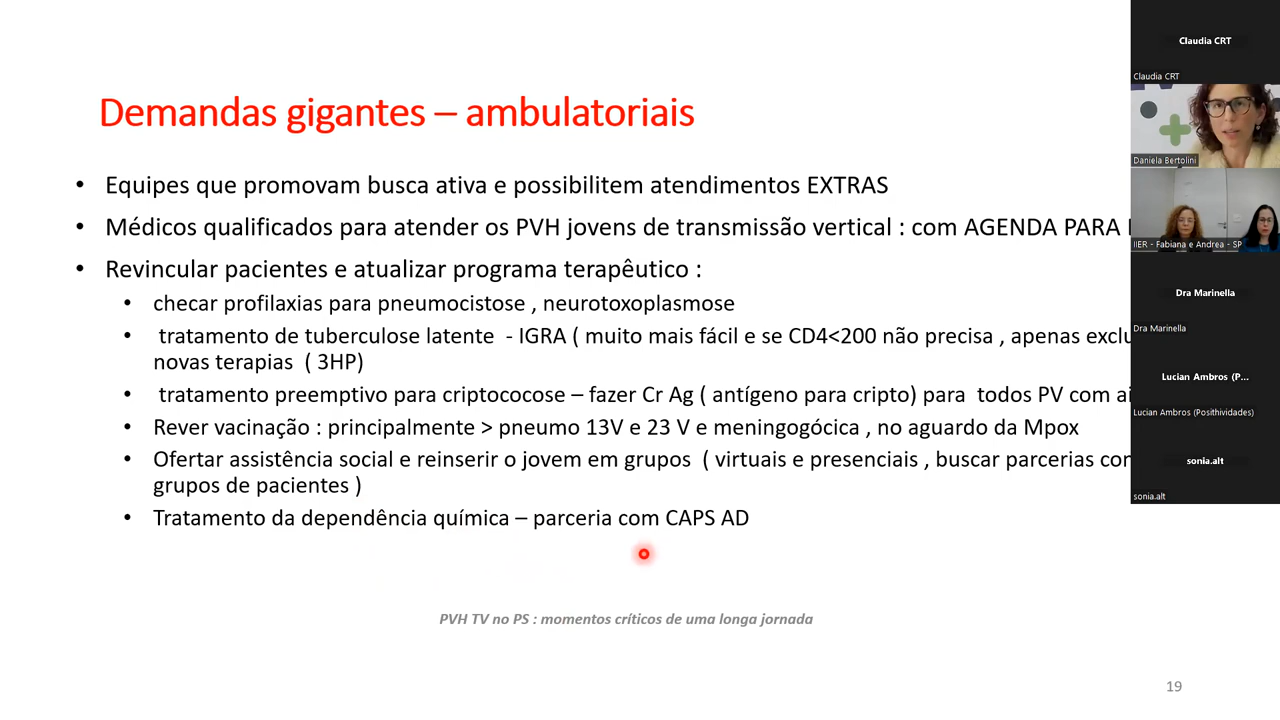 Demandas gigantes – ambulatoriais
• Equipes que promovam busca ativa e possibilitem atendimentos EXTRAS
• Médicos qualificados para atender os PVH jovens de transmissão vertical : com AGENDA PARA
• Revincular pacientes e atualizar programa terapêutico :
• checar profilaxias para pneumocistose , neurotoxoplasmose
• tratamento de tuberculose latente - IGRA ( muito mais fácil e se CD4<200 não precisa , apenas
novas terapias ( 3HP)
• tratamento preemptivo para criptococose – fazer Cr Ag ( antígeno para cripto) para todos PV com
• Rever vacinação : principalmente > pneumo 13V e 23 V e meningogócica , no aguardo da Mpox
• Ofertar assistência social e reinserir o jovem em grupos ( virtuais e presenciais , buscar parcerias
grupos de pacientes )
• Tratamento da dependência química – parceria com CAPS AD
PVH TV no PS : momentos críticos de uma longa jornada
19
Claudia CRT
Claudia CRT
Daniela Bertolini
IIER - Fabiana e Andrea - SP
Dra Marinella
Dra Marinella
Lucian Ambros (P...
Lucian Ambros (Posithividades)
sonia.alt
sonia.alt